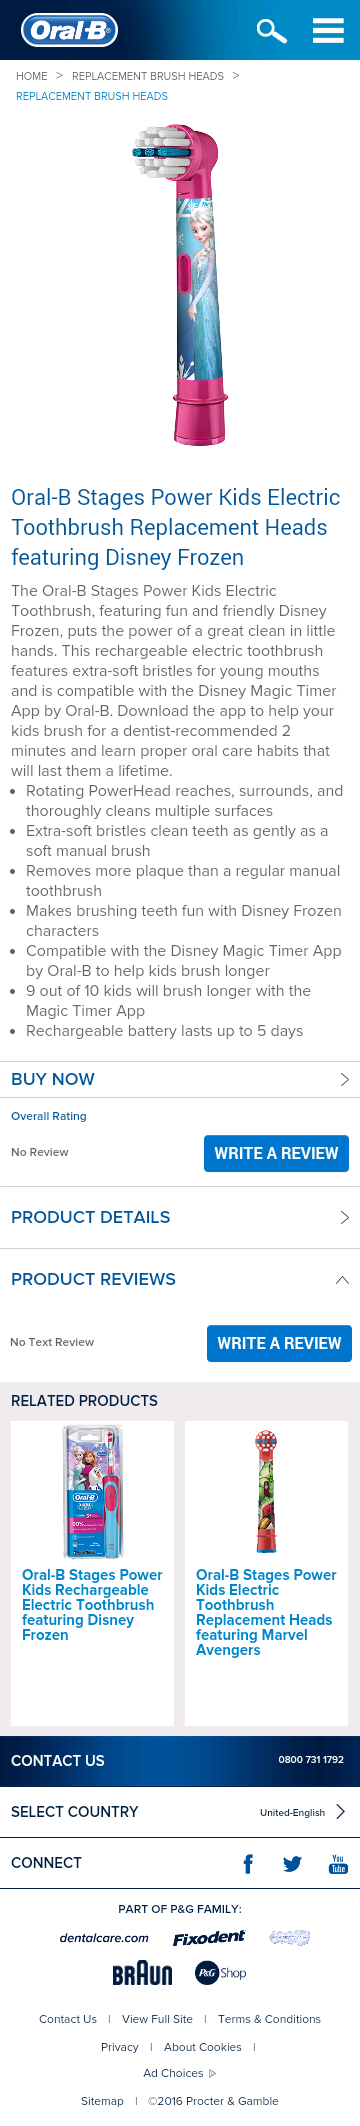 Oral-B
HOME > REPLACEMENT BRUSH HEADS >
REPLACEMENT BRUSH HEADS
Oral-B Stages Power Kids Electric
Toothbrush Replacement Heads
featuring Disney Frozen
The Oral-B Stages Power Kids Electric
Toothbrush, featuring fun and friendly Disney
Frozen, puts the power of a great clean in little
hands. This rechargeable electric toothbrush
features extra-soft bristles for young mouths
and is compatible with the Disney Magic Timer
App by Oral-B. Download the app to help your
kids brush for a dentist-recommended 2
minutes and learn proper oral care habits that
will last them a lifetime.
• Rotating PowerHead reaches, surrounds, and
thoroughly cleans multiple surfaces
• Extra-soft bristles clean teeth as gently as a
soft manual brush
• Removes more plaque than a regular manual
toothbrush
• Makes brushing teeth fun with Disney Frozen
characters
• Compatible with the Disney Magic Timer App
by Oral-B to help kids brush longer
• 9 out of 10 kids will brush longer with the
Magic Timer App
• Rechargeable battery lasts up to 5 days
BUY NOW
Overall Rating
No Review
WRITE A REVIEW
PRODUCT DETAILS
PRODUCT REVIEWS
No Text Review
WRITE A REVIEW
RELATED PRODUCTS
Oral-B
Oral-B Stages Power
Kids Rechargeable
Electric Toothbrush
featuring Disney
Frozen
Oral-B Stages Power
Kids Electric
Toothbrush
Replacement Heads
featuring Marvel
Avengers
CONTACT US
0800 731 1792
SELECT COUNTRY
United-English
CONNECT
You
Tube
PART OF P&G FAMILY:
dentalcare.com
Fixodent
BRAUN
P&G Shop
Contact Us | View Full Site | Terms & Conditions
Privacy | About Cookies |
Ad Choices
Sitemap | ©2016 Procter & Gamble